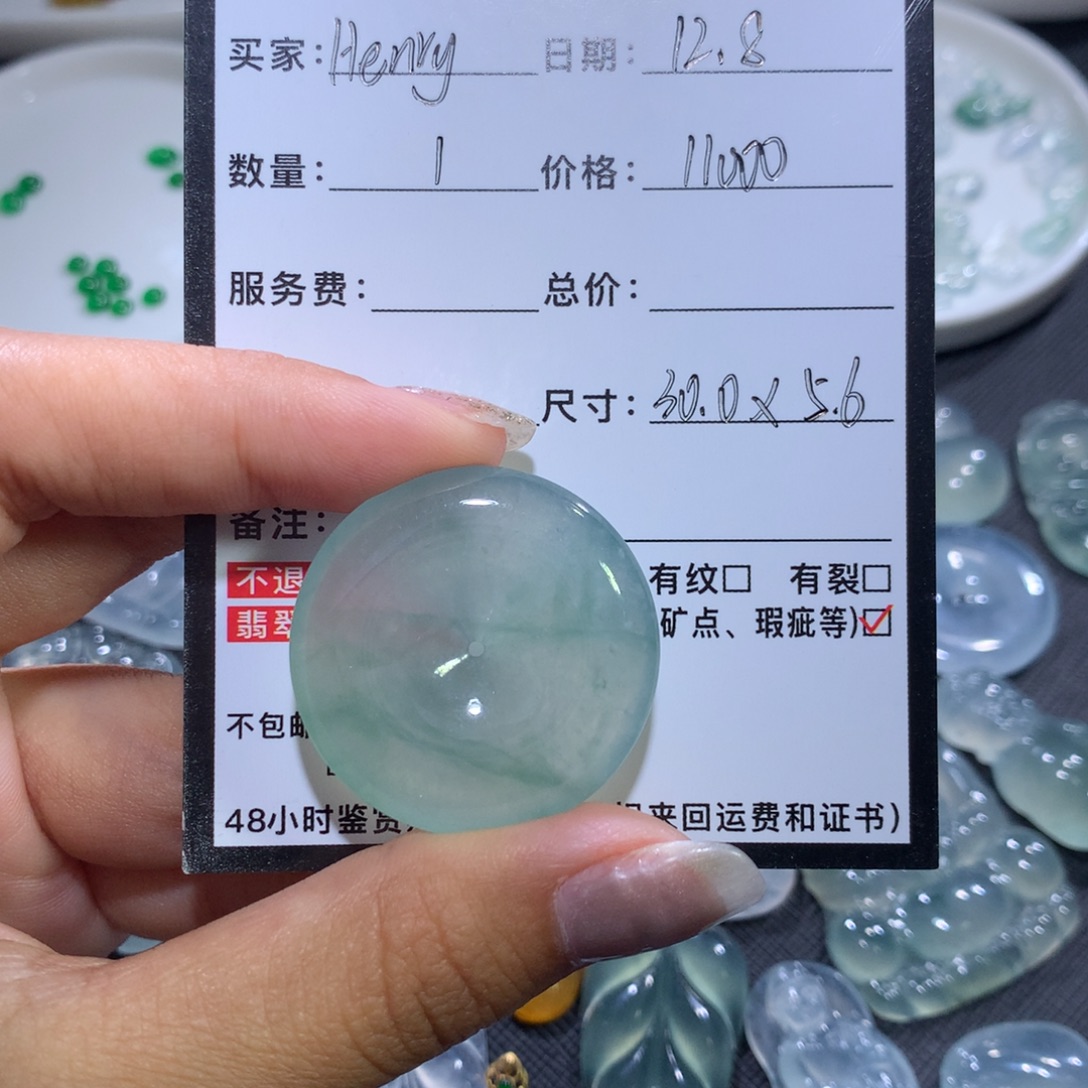 买家：Henry 日期：12.8
数量：1 价格：11000
服务费： 总价：
尺寸：30.0 x 5.6
备注：
不退 有纹□ 有裂□
翡翠 矿点、瑕疵等)☑
不包邮
48小时鉴赏 来回运费和证书)